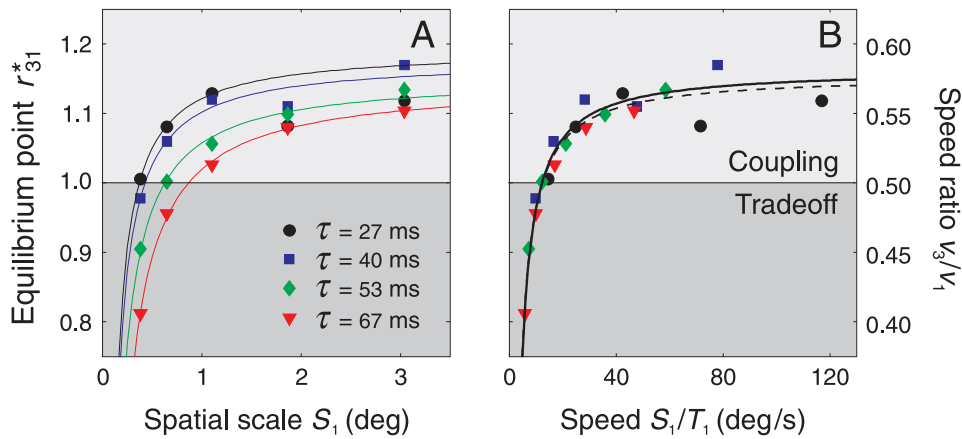 A
Equilibrium point r*31
1.2
1.1
1.0
0.9
0.8
τ = 27 ms
τ = 40 ms
τ = 53 ms
τ = 67 ms
0 1 2 3
Spatial scale S1 (deg)
B
Coupling
Tradeoff
0.60
0.55
0.50
0.45
0.40
Speed ratio v3/v1
0 40 80 120
Speed S1/T1 (deg/s)